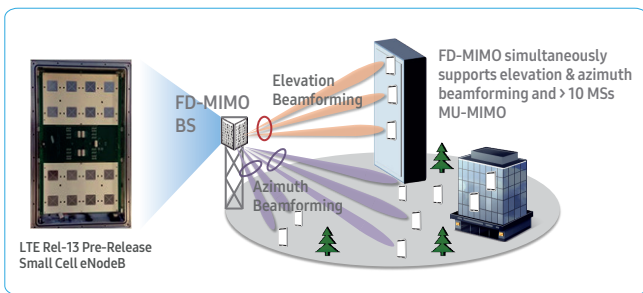 LTE Rel-13 Pre-Release
Small Cell eNodeB
FD-MIMO
BS
Elevation
Beamforming
Azimuth
Beamforming
FD-MIMO simultaneously
supports elevation & azimuth
beamforming and > 10 MSs
MU-MIMO